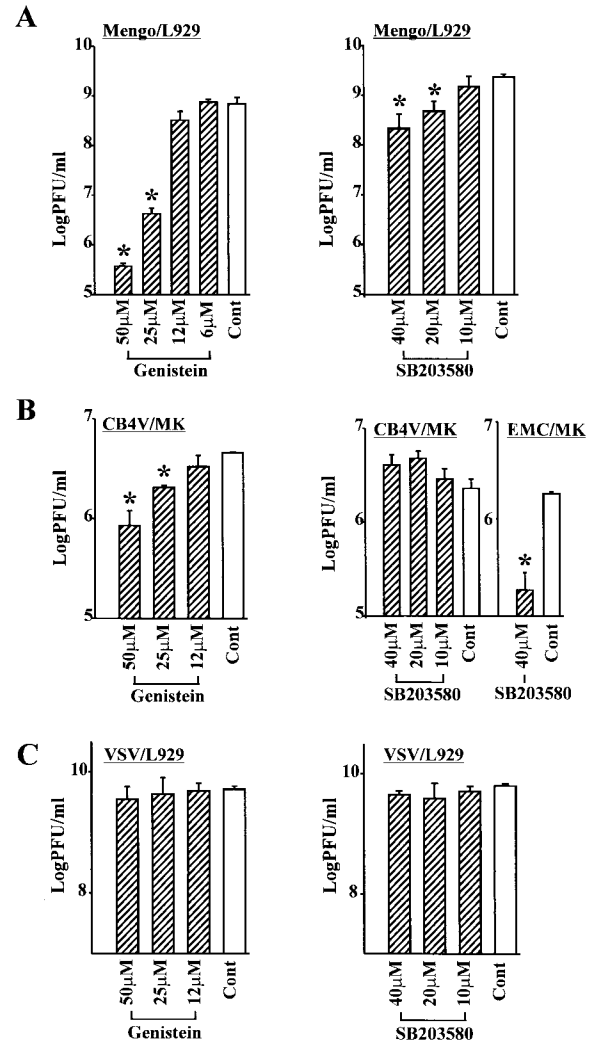 A
Mengo/L929
10
9
8
7
6
5
LogPFU/ml
50µM
25µM
12µM
6µM
Cont
Genistein
*
*
Mengo/L929
10
9
8
7
6
5
LogPFU/ml
40µM
20µM
10µM
Cont
SB203580
*
*
B
CB4V/MK
7
6
5
LogPFU/ml
50µM
25µM
12µM
Cont
Genistein
*
*
CB4V/MK
7
6
5
LogPFU/ml
40µM
20µM
10µM
Cont
SB203580
EMC/MK
7
6
40µM
Cont
SB203580
*
C
VSV/L929
10
8
LogPFU/ml
50µM
25µM
12µM
Cont
Genistein
VSV/L929
10
8
LogPFU/ml
40µM
20µM
10µM
Cont
SB203580